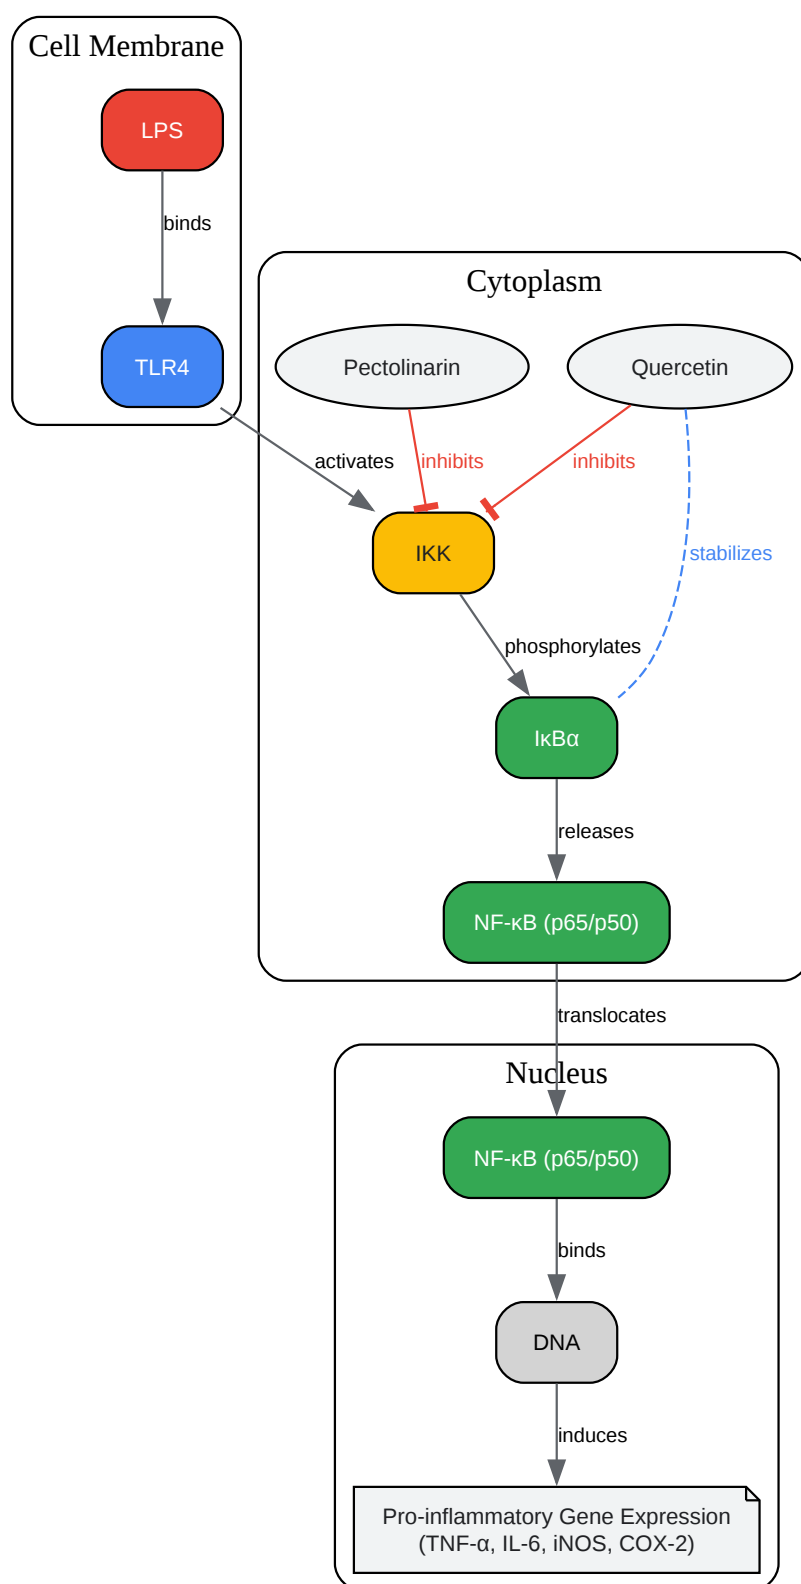 Cell Membrane
LPS
binds
TLR4
Cytoplasm
Pectolinarin
Quercetin
activates
inhibits
inhibits
IKK
stabilizes
phosphorylates
IκBα
releases
NF-κB (p65/p50)
translocates
Nucleus
NF-κB (p65/p50)
binds
DNA
induces
Pro-inflammatory Gene Expression
(TNF-α, IL-6, iNOS, COX-2)